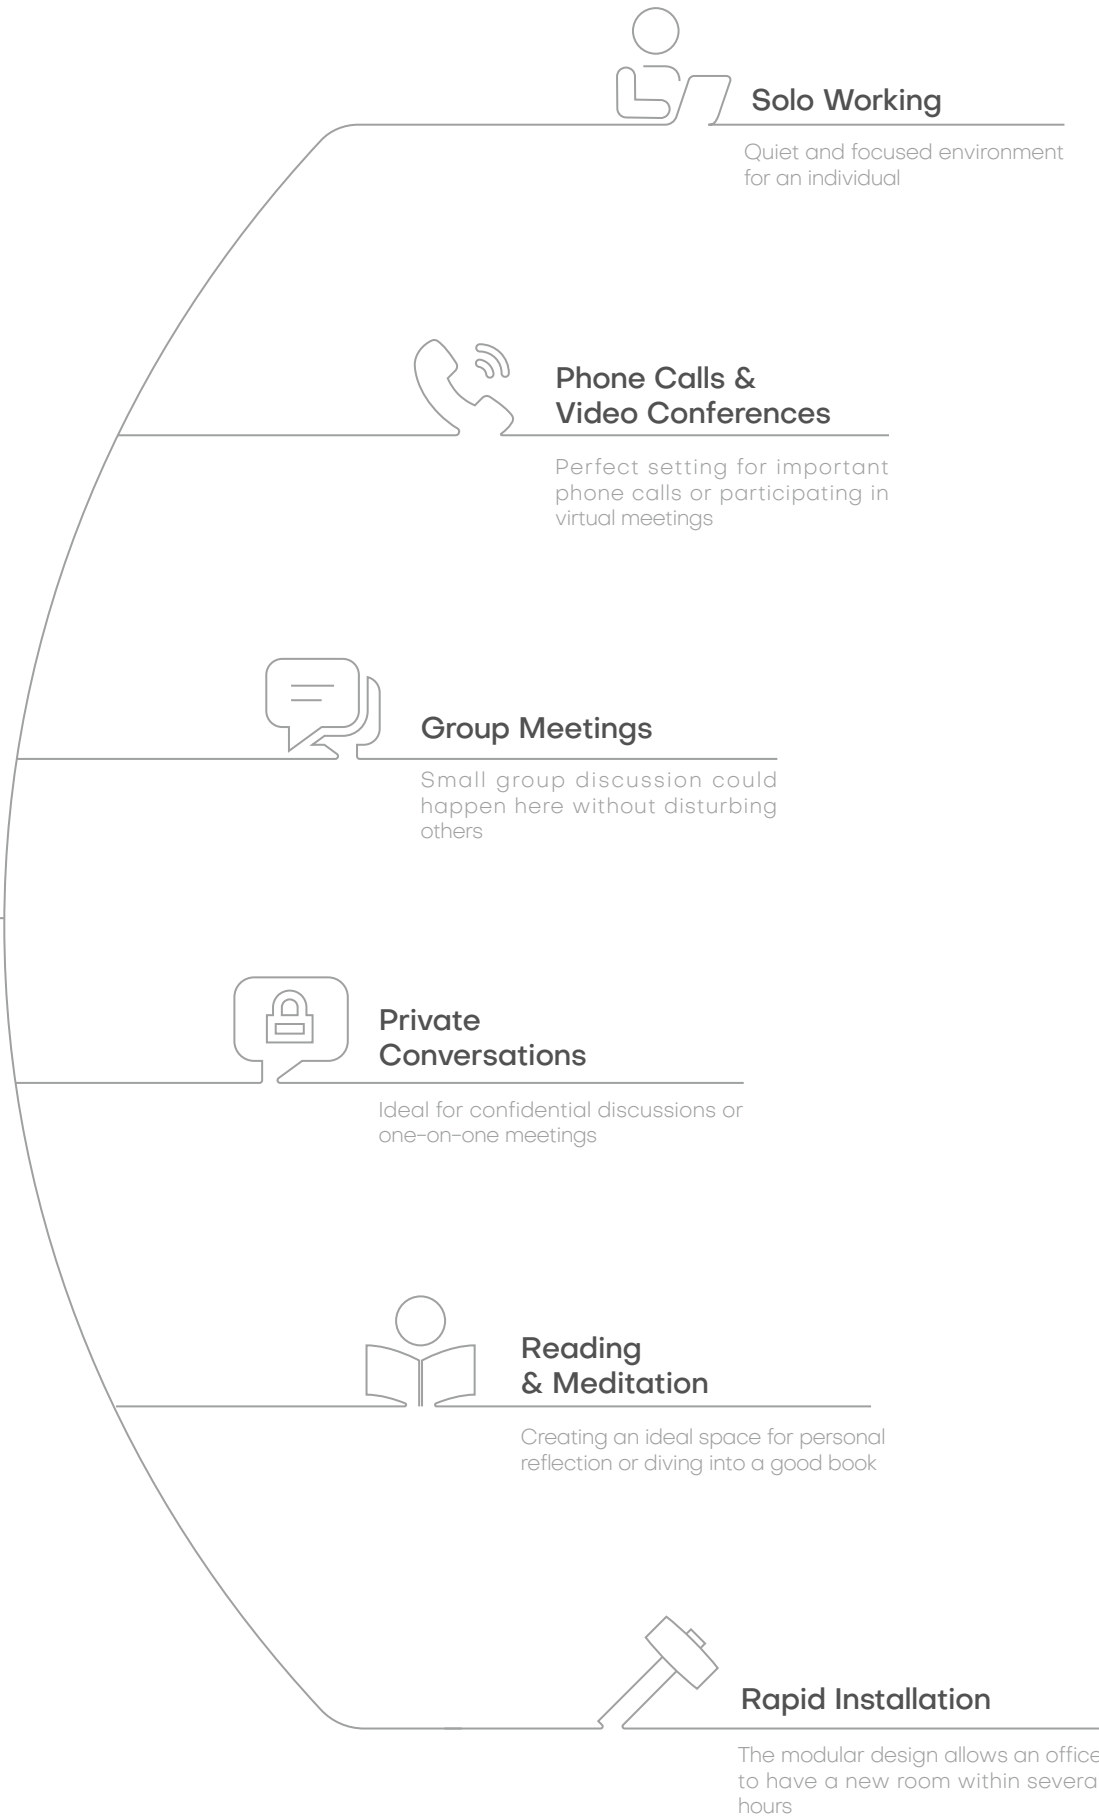 Solo Working
Quiet and focused environment
for an individual
Phone Calls &
Video Conferences
Perfect setting for important
phone calls or participating in
virtual meetings
Group Meetings
Small group discussion could
happen here without disturbing
others
Private
Conversations
Ideal for confidential discussions or
one-on-one meetings
Reading
& Meditation
Creating an ideal space for personal
reflection or diving into a good book
Rapid Installation
The modular design allows an office
to have a new room within severa
hours